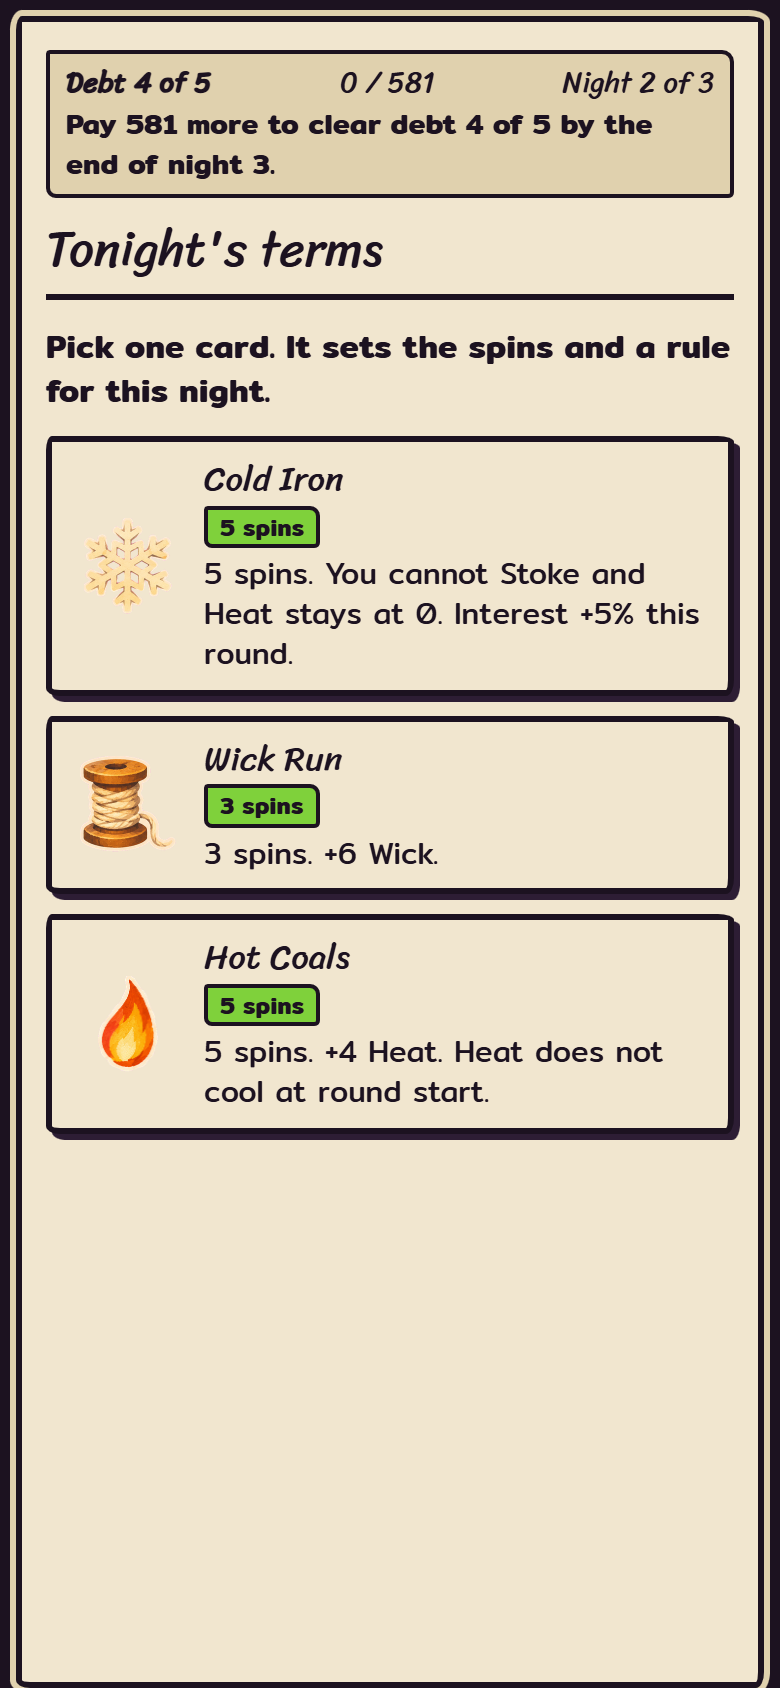 Debt 4 of 5 0 / 581 Night 2 of 3
Pay 581 more to clear debt 4 of 5 by the
end of night 3.
Tonight's terms
Pick one card. It sets the spins and a rule
for this night.
Cold Iron
5 spins
5 spins. You cannot Stoke and
Heat stays at 0. Interest +5% this
round.
Wick Run
3 spins
3 spins. +6 Wick.
Hot Coals
5 spins
5 spins. +4 Heat. Heat does not
cool at round start.